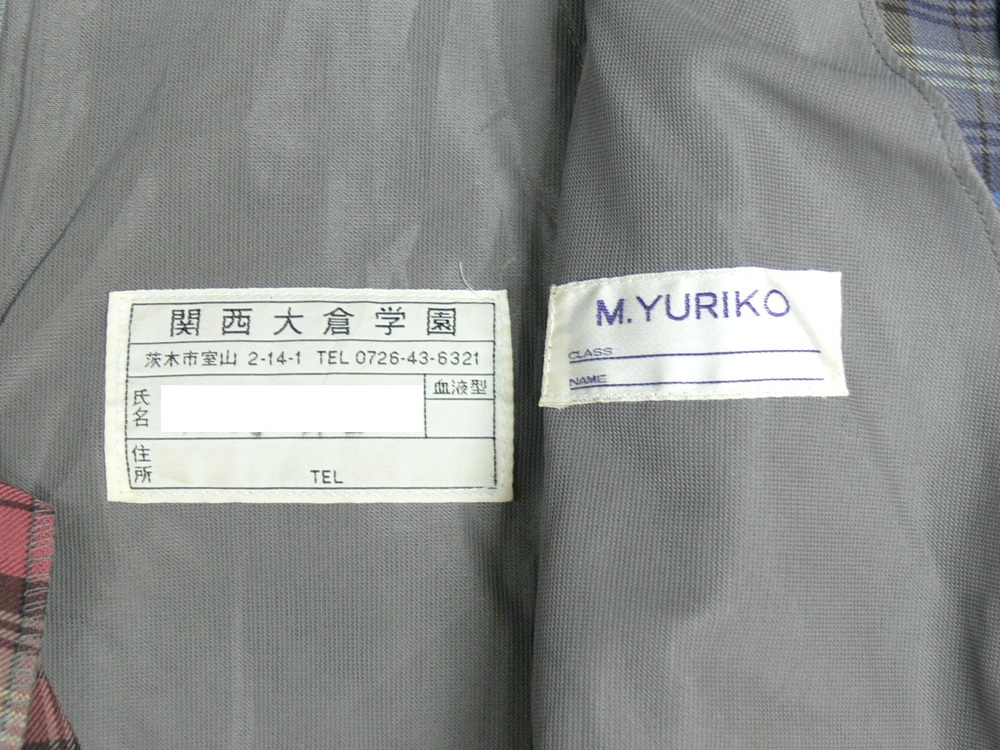 関西大倉学園
茨木市室山 2-14-1 TEL 0726-43-6321
氏名
血液型
住所
TEL
M.YURIKO
CLASS
NAME